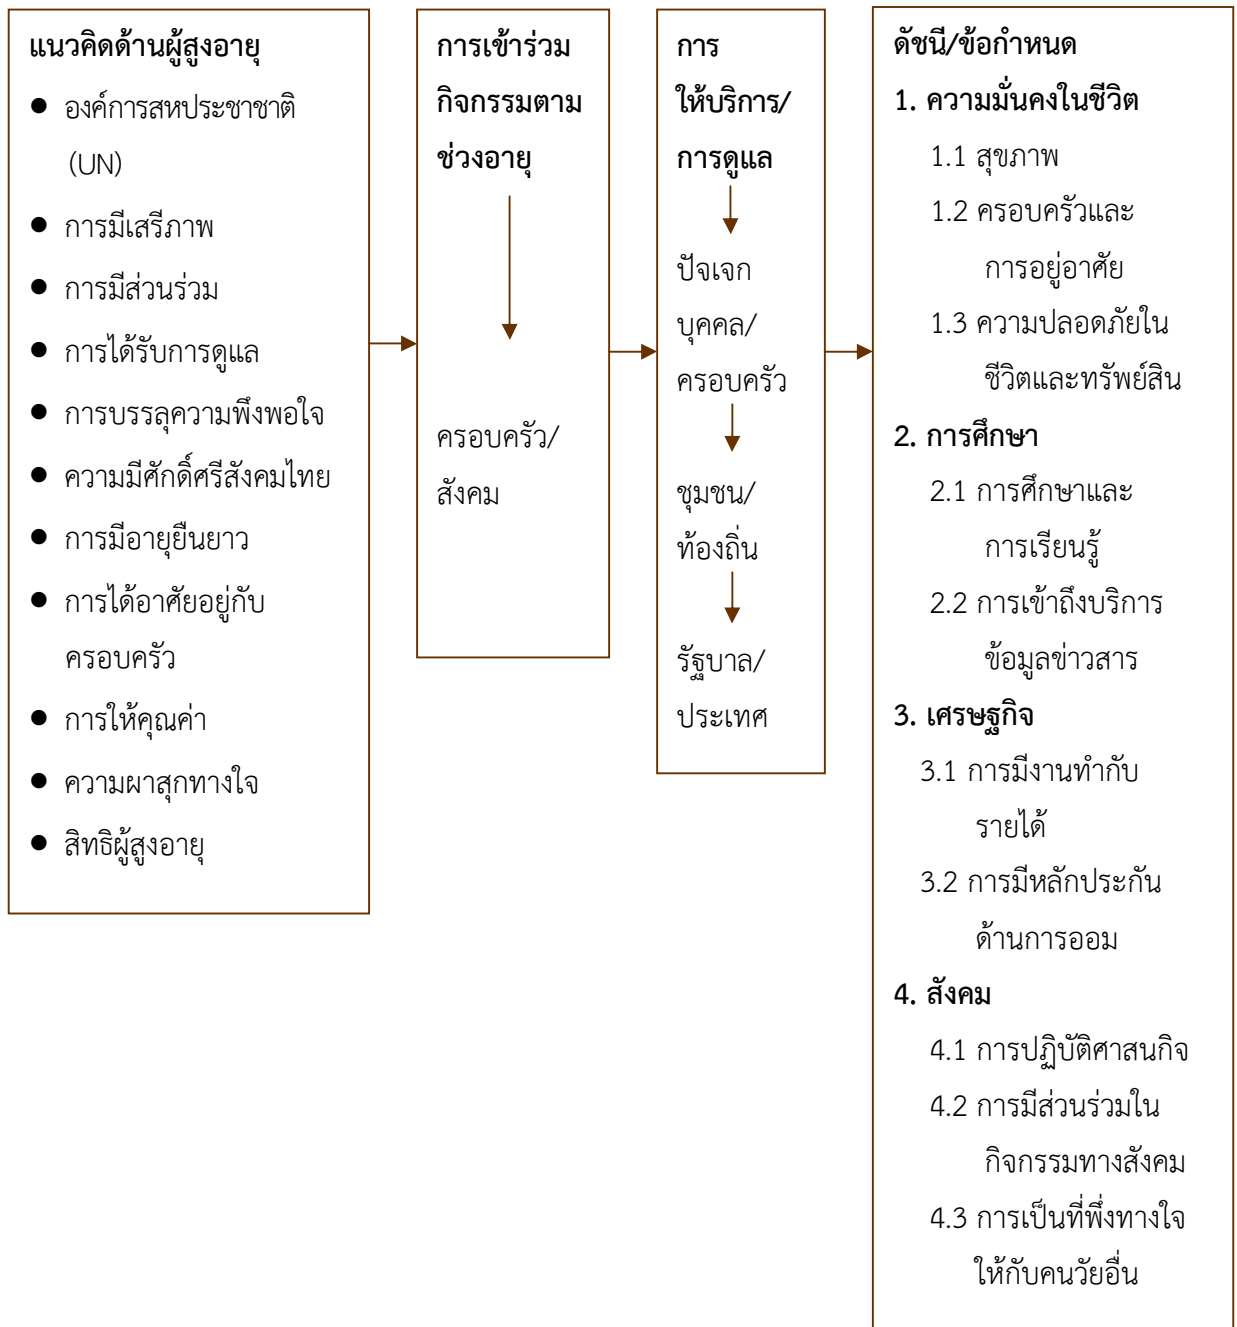 แนวคิดด้านผู้สูงอายุ
● องค์การสหประชาชาติ
(UN)
● การมีเสรีภาพ
● การมีส่วนร่วม
● การได้รับการดูแล
● การบรรลุความพึงพอใจ
● ความมีศักดิ์ศรีสังคมไทย
● การมีอายุยืนยาว
● การได้อาศัยอยู่กับ
ครอบครัว
● การให้คุณค่า
● ความผาสุกทางใจ
● สิทธิผู้สูงอายุ
การเข้าร่วม
กิจกรรมตาม
ช่วงอายุ
ครอบครัว/
สังคม
การ
ให้บริการ/
การดูแล
ปัจเจก
บุคคล/
ครอบครัว
ชุมชน/
ท้องถิ่น
รัฐบาล/
ประเทศ
ดัชนี/ข้อกำหนด
1. ความมั่นคงในชีวิต
1.1 สุขภาพ
1.2 ครอบครัวและ
การอยู่อาศัย
1.3 ความปลอดภัยใน
ชีวิตและทรัพย์สิน
2. การศึกษา
2.1 การศึกษาและ
การเรียนรู้
2.2 การเข้าถึงบริการ
ข้อมูลข่าวสาร
3. เศรษฐกิจ
3.1 การมีงานทำกับ
รายได้
3.2 การมีหลักประกัน
ด้านการออม
4. สังคม
4.1 การปฏิบัติศาสนกิจ
4.2 การมีส่วนร่วมใน
กิจกรรมทางสังคม
4.3 การเป็นที่พึ่งทางใจ
ให้กับคนวัยอื่น